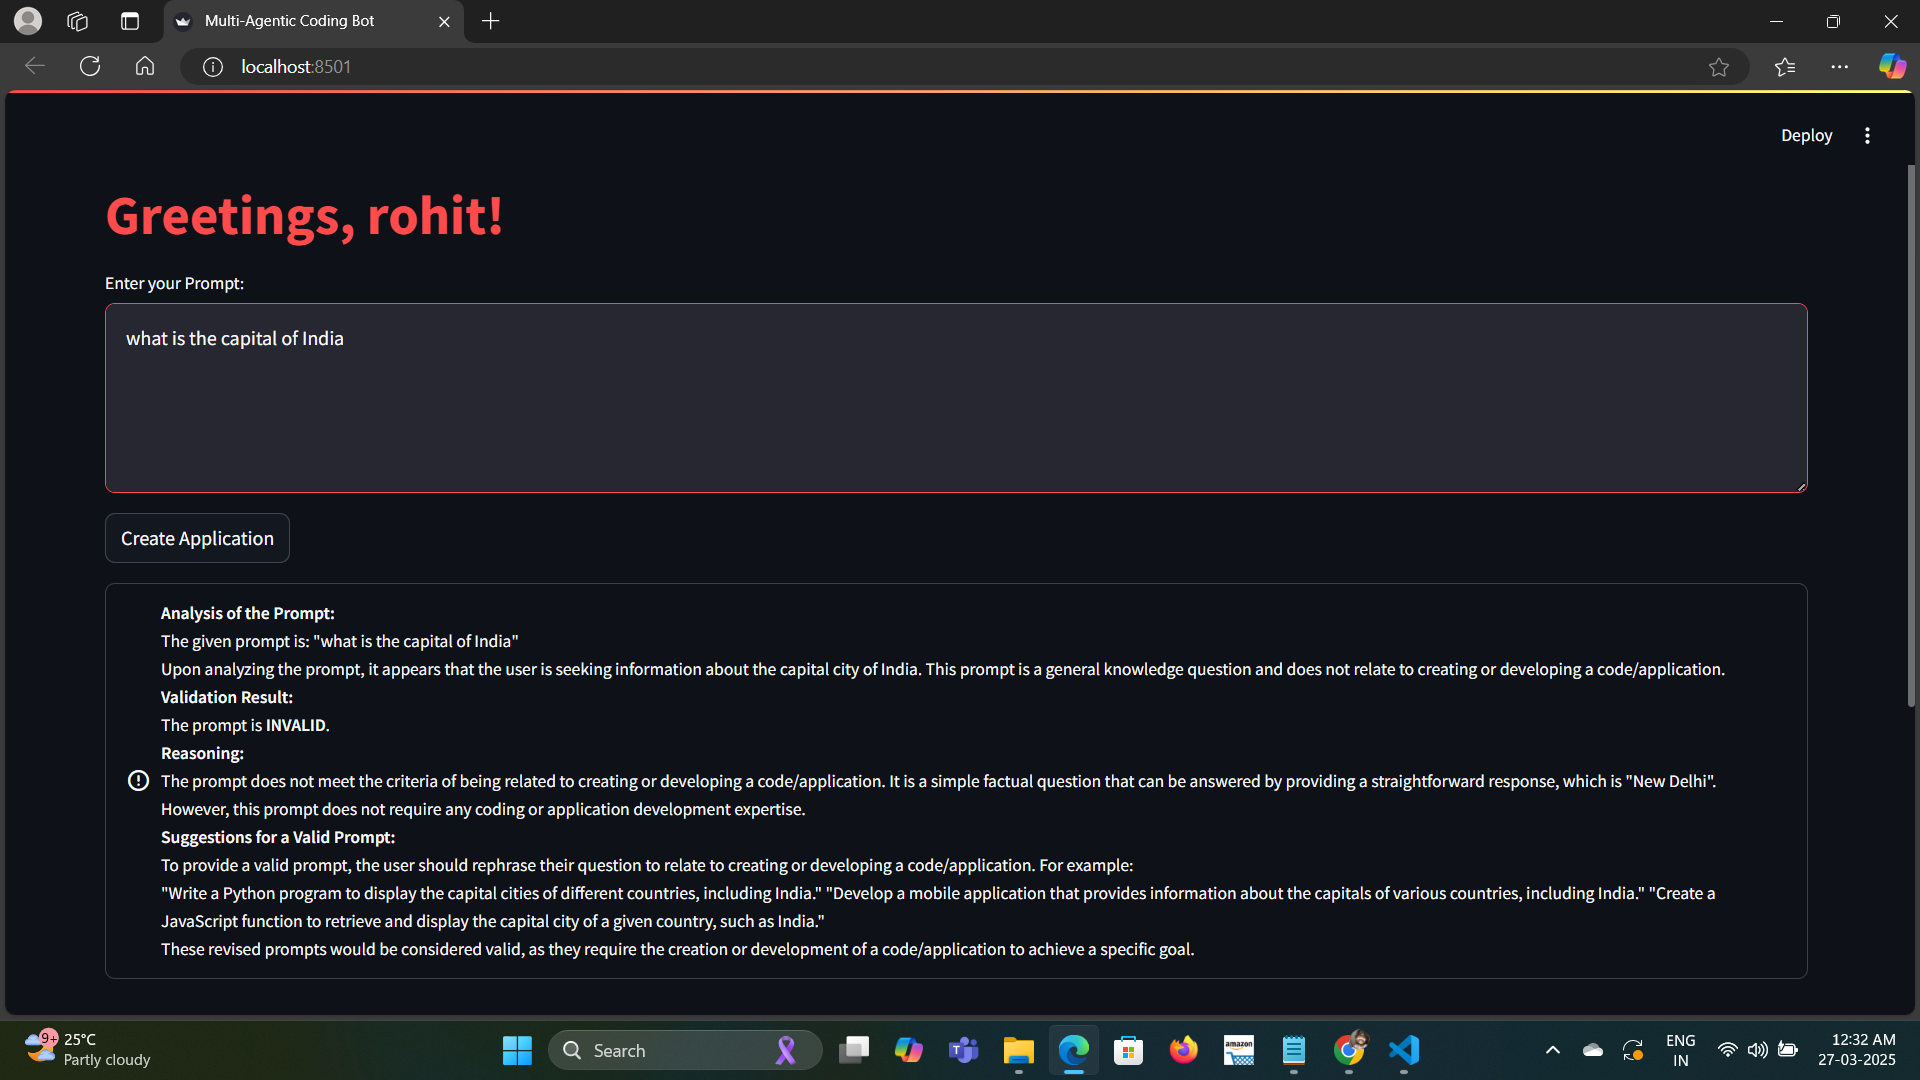 Multi-Agentic Coding Bot
localhost:8501
Deploy
Greetings, rohit!
Enter your Prompt:
what is the capital of India
Create Application
Analysis of the Prompt:
The given prompt is: "what is the capital of India"
Upon analyzing the prompt, it appears that the user is seeking information about the capital city of India. This prompt is a general knowledge question and does not relate to creating or developing a code/application.
Validation Result:
The prompt is INVALID.
Reasoning:
The prompt does not meet the criteria of being related to creating or developing a code/application. It is a simple factual question that can be answered by providing a straightforward response, which is "New Delhi".
However, this prompt does not require any coding or application development expertise.
Suggestions for a Valid Prompt:
To provide a valid prompt, the user should rephrase their question to relate to creating or developing a code/application. For example:
"Write a Python program to display the capital cities of different countries, including India." "Develop a mobile application that provides information about the capitals of various countries, including India." "Create a
JavaScript function to retrieve and display the capital city of a given country, such as India."
These revised prompts would be considered valid, as they require the creation or development of a code/application to achieve a specific goal.
9+
25°C
Partly cloudy
Search
amazon
ENG
IN
12:32 AM
27-03-2025